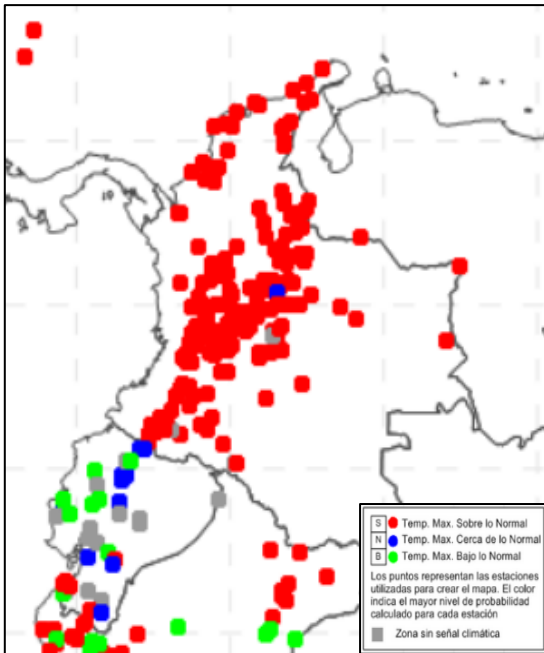 S Temp. Max. Sobre lo Normal
N Temp. Max. Cerca de lo Normal
B Temp. Max. Bajo lo Normal
Los puntos representan las estaciones
utilizadas para crear el mapa. El color
indica el mayor nivel de probabilidad
calculado para cada estación
Zona sin señal climática